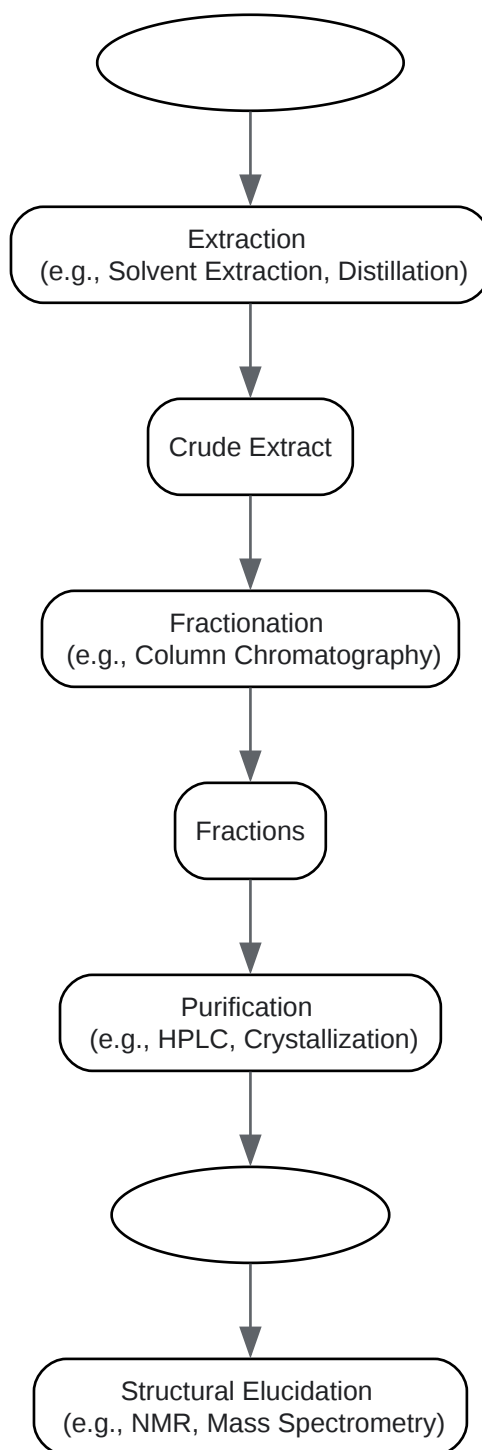 Extraction
(e.g., Solvent Extraction, Distillation)
Crude Extract
Fractionation
(e.g., Column Chromatography)
Fractions
Purification
(e.g., HPLC, Crystallization)
Structural Elucidation
(e.g., NMR, Mass Spectrometry)